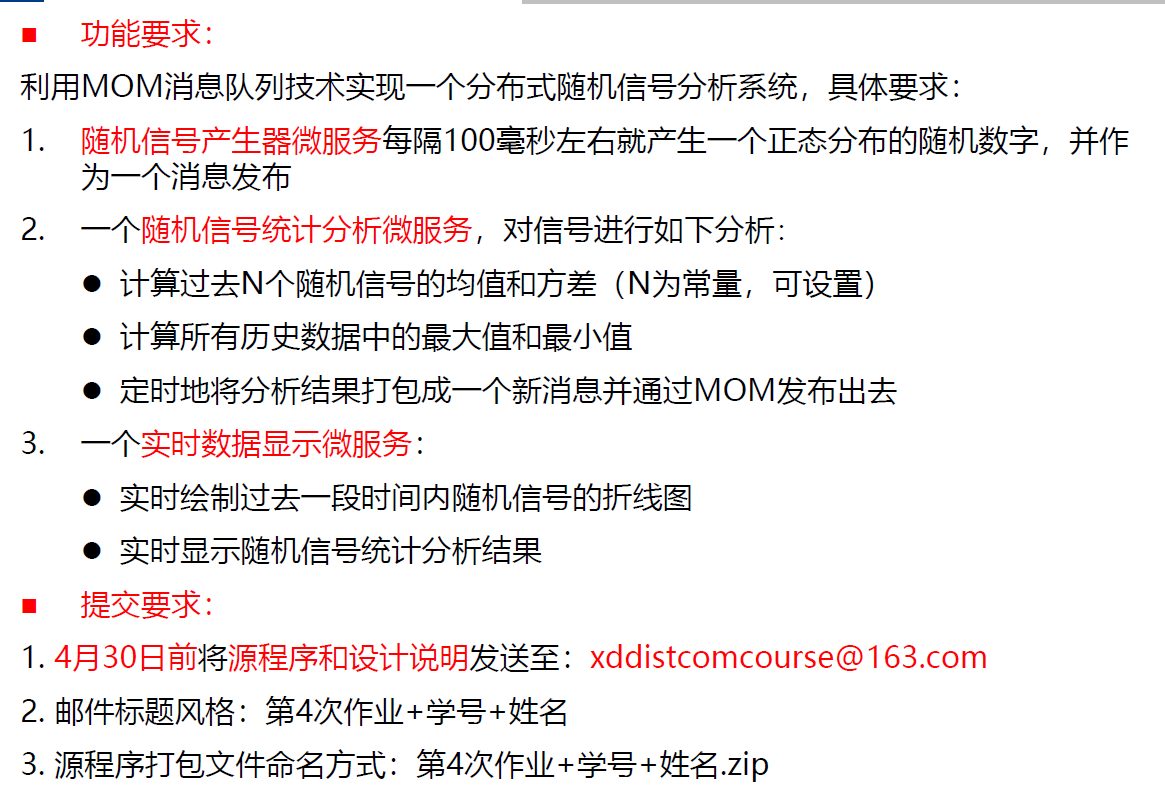 ■ 功能要求：
利用MOM消息队列技术实现一个分布式随机信号分析系统，具体要求：
1. 随机信号产生器微服务每隔100毫秒左右就产生一个正态分布的随机数字，并作
为一个消息发布
2. 一个随机信号统计分析微服务，对信号进行如下分析：
● 计算过去N个随机信号的均值和方差（N为常量，可设置）
● 计算所有历史数据中的最大值和最小值
● 定时地将分析结果打包成一个新消息并通过MOM发布出去
3. 一个实时数据显示微服务：
● 实时绘制过去一段时间内随机信号的折线图
● 实时显示随机信号统计分析结果
■ 提交要求：
1. 4月30日前将源程序和设计说明发送至：xddistcomcourse@163.com
2. 邮件标题风格：第4次作业+学号+姓名
3. 源程序打包文件命名方式：第4次作业+学号+姓名.zip